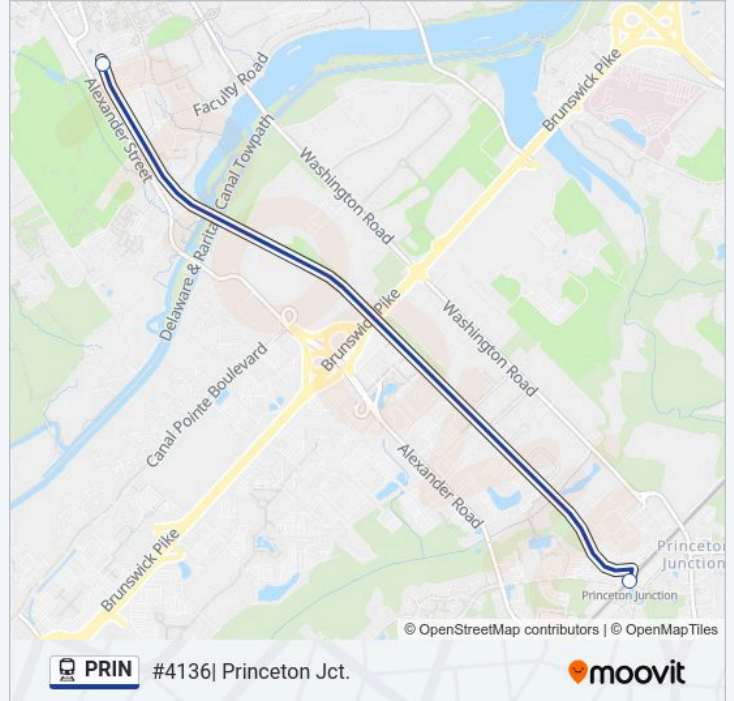 Faculty Road
Brunswick Pike
Alexander Street
Delaware & Raritan Canal Towpath
Washington Road
Brunswick Pike
Washington Road
Canal Pointe Boulevard
Alexander Road
Brunswick Pike
Princeton
Junction
Princeton Junction
© OpenStreetMap contributors | © OpenMapTiles
PRIN #4136| Princeton Jct.
moovit